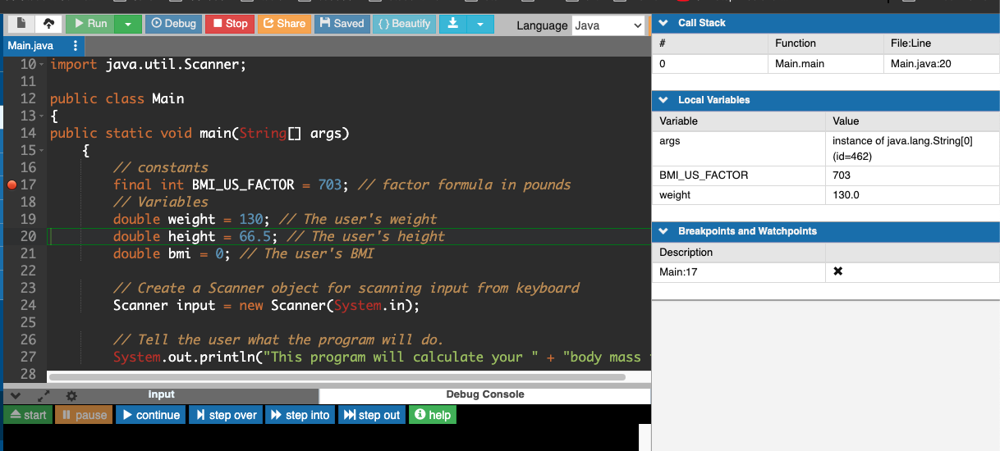 Run
Debug
Stop
Share
Saved
{} Beautify
Language Java
Main.java
10 import java.util.Scanner;
11
12 public class Main
13 {
14 public static void main(String[] args)
15 {
16 // constants
17 final int BMI_US_FACTOR = 703; // factor formula in pounds
18 // Variables
19 double weight = 130; // The user's weight
20 double height = 66.5; // The user's height
21 double bmi = 0; // The user's BMI
22
23 // Create a Scanner object for scanning input from keyboard
24 Scanner input = new Scanner(System.in);
25
26 // Tell the user what the program will do.
27 System.out.println("This program will calculate your " + "body mass
28
input
Debug Console
start
pause
continue
step over
step into
step out
help
Call Stack
# Function File:Line
0 Main.main Main.java:20
Local Variables
Variable Value
args instance of java.lang.String[0]
(id=462)
BMI_US_FACTOR 703
weight 130.0
Breakpoints and Watchpoints
Description
Main:17